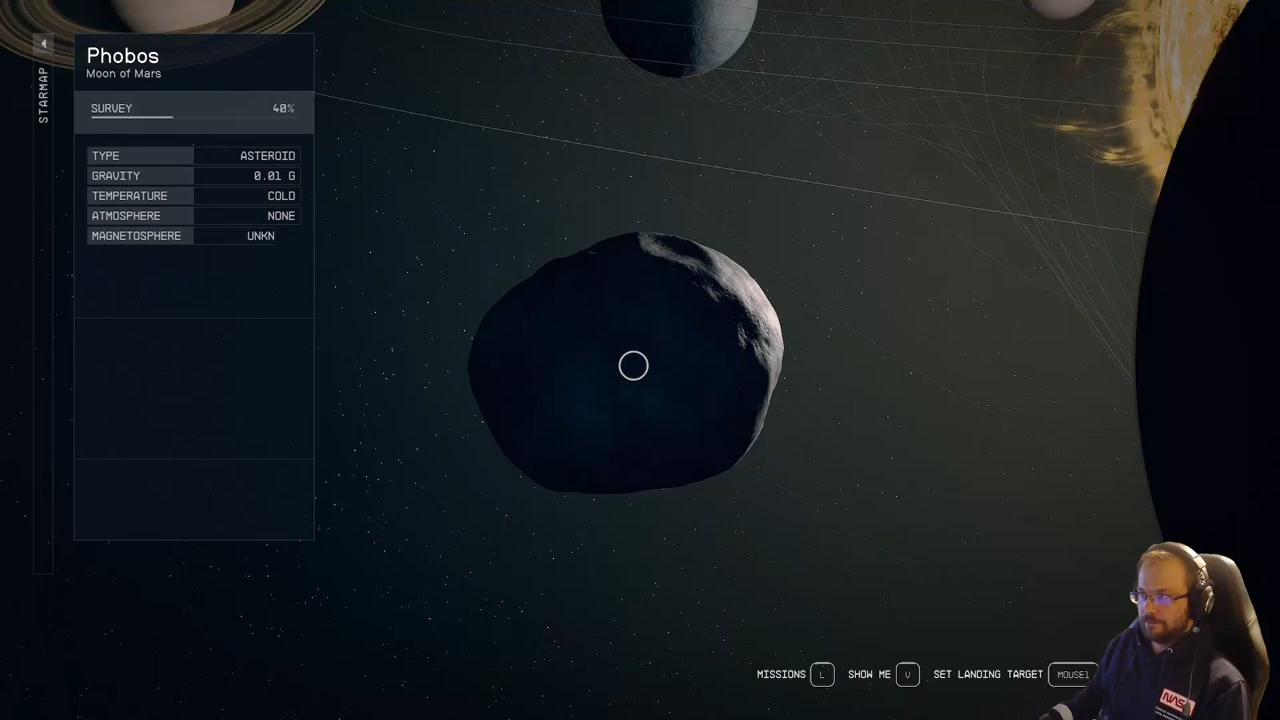 Phobos
Moon of Mars
STARMAP
SURVEY 40%
TYPE ASTEROID
GRAVITY 0.01 G
TEMPERATURE COLD
ATMOSPHERE NONE
MAGNETOSPHERE UNKN
MISSIONS L SHOW ME V SET LANDING TARGET MOUSE1
NASA